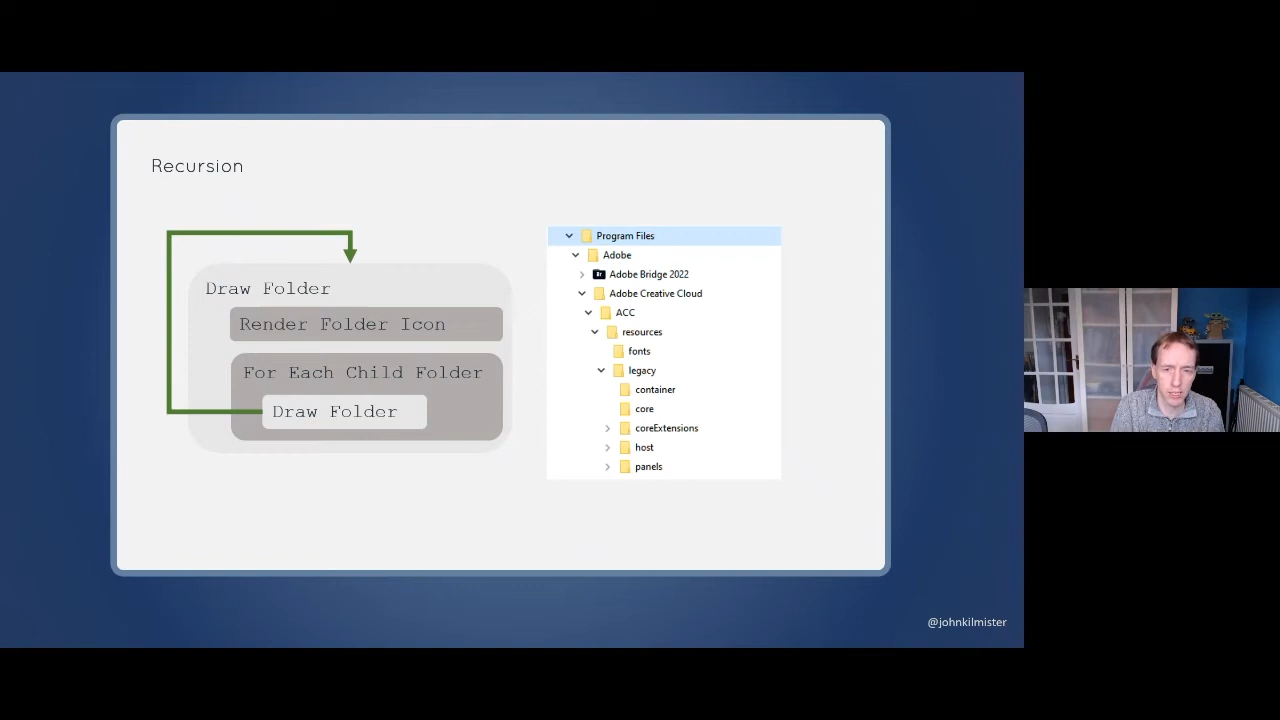 Recursion
Draw Folder
Render Folder Icon
For Each Child Folder
Draw Folder
Program Files
Adobe
Br Adobe Bridge 2022
Adobe Creative Cloud
ACC
resources
fonts
legacy
container
core
coreExtensions
host
panels
@johnkilmister